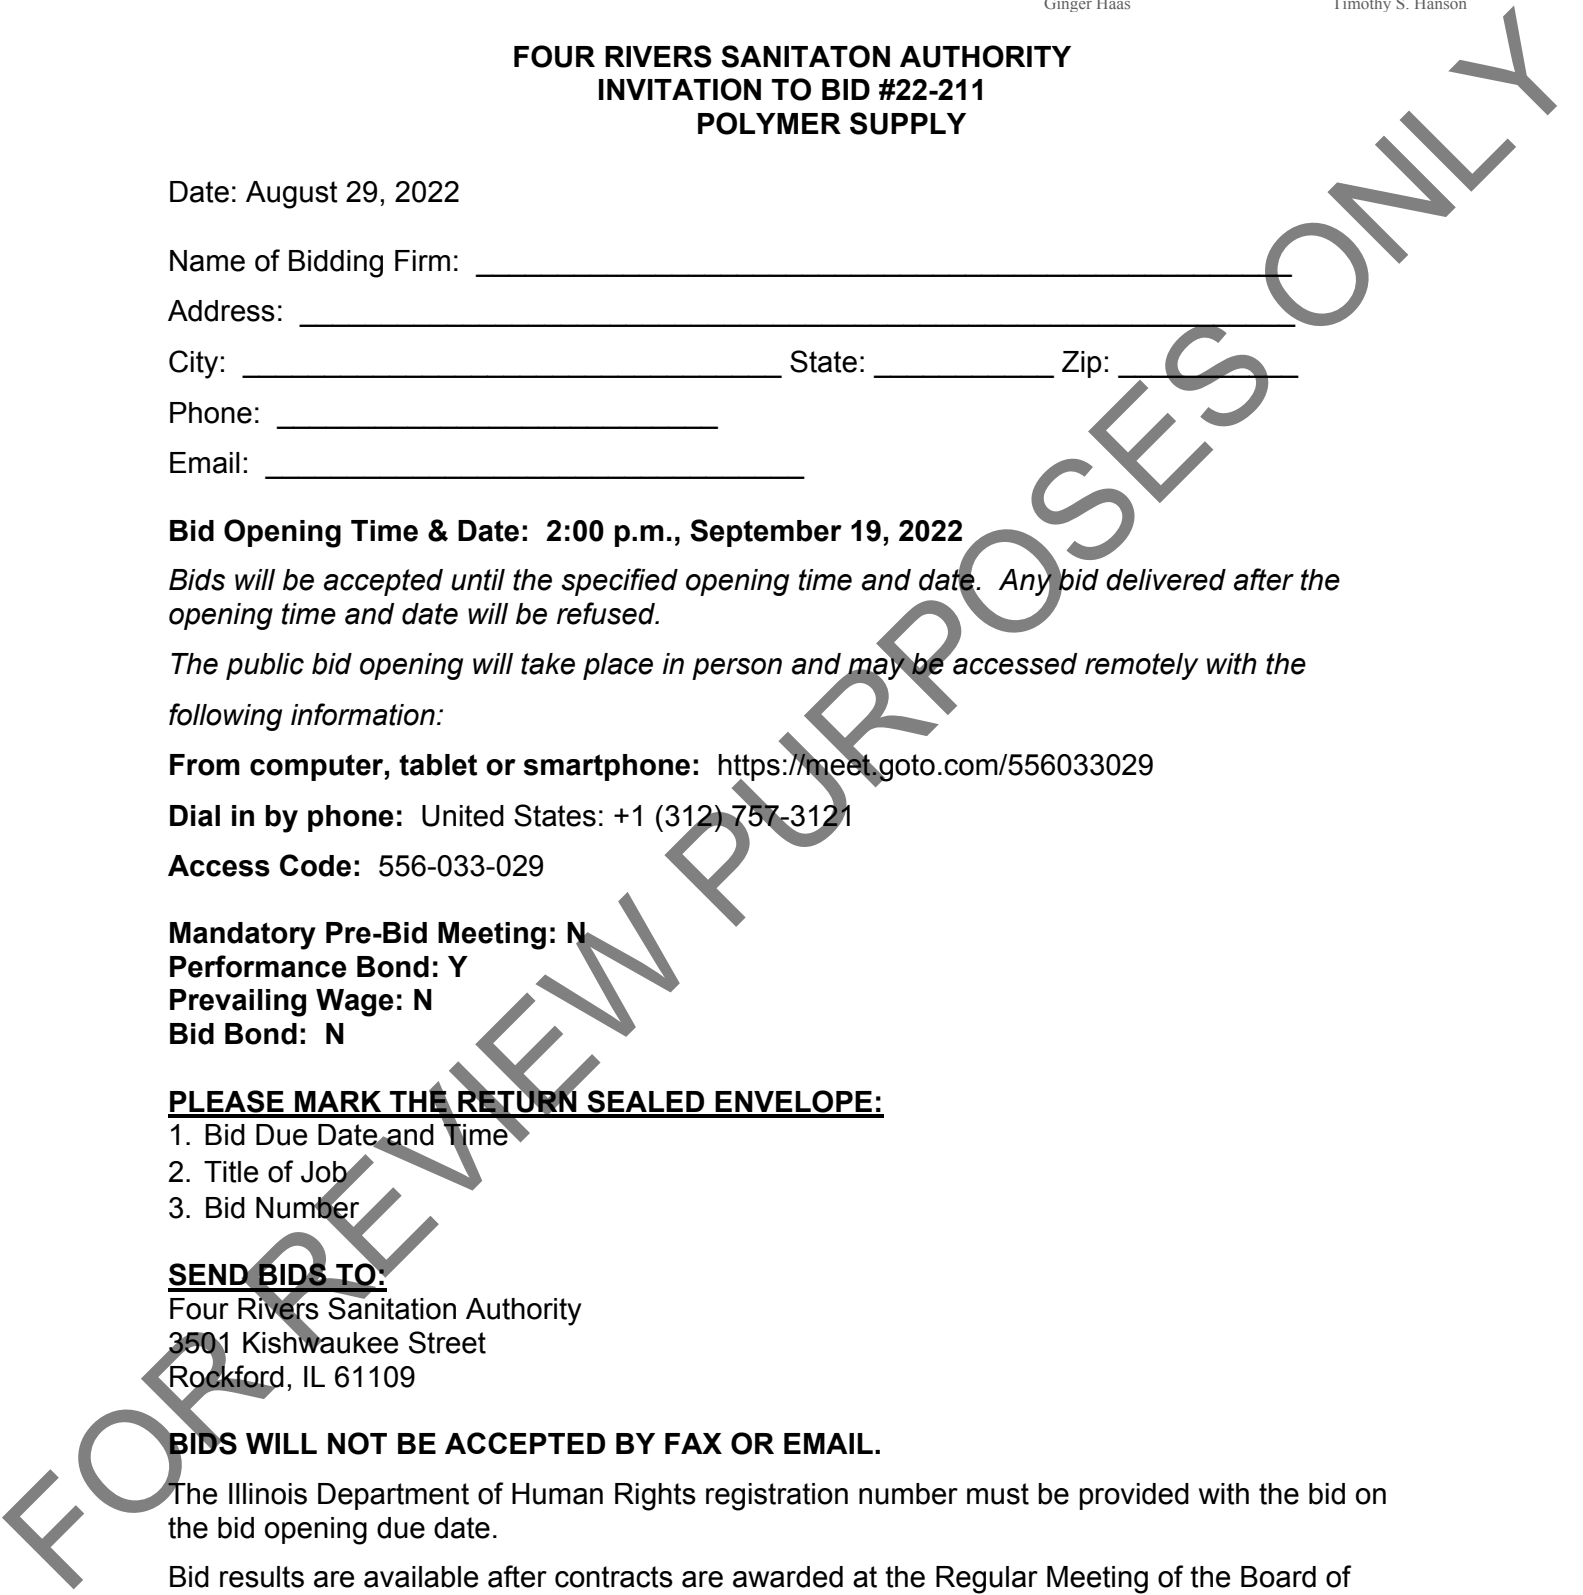 Ginger Haas Timothy S. Hanson
FOUR RIVERS SANITATON AUTHORITY
INVITATION TO BID #22-211
POLYMER SUPPLY
Date: August 29, 2022
Name of Bidding Firm: ____________________
Address: ____________________
City: ____________________ State: __________ Zip: __________
Phone: ____________________
Email: ____________________
Bid Opening Time & Date: 2:00 p.m., September 19, 2022
Bids will be accepted until the specified opening time and date. Any bid delivered after the
opening time and date will be refused.
The public bid opening will take place in person and may be accessed remotely with the
following information:
From computer, tablet or smartphone: https://meet.goto.com/556033029
Dial in by phone: United States: +1 (312) 757-3121
Access Code: 556-033-029
Mandatory Pre-Bid Meeting: N
Performance Bond: Y
Prevailing Wage: N
Bid Bond: N
PLEASE MARK THE RETURN SEALED ENVELOPE:
1. Bid Due Date and Time
2. Title of Job
3. Bid Number
SEND BIDS TO:
Four Rivers Sanitation Authority
3501 Kishwaukee Street
Rockford, IL 61109
BIDS WILL NOT BE ACCEPTED BY FAX OR EMAIL.
The Illinois Department of Human Rights registration number must be provided with the bid on
the bid opening due date.
Bid results are available after contracts are awarded at the Regular Meeting of the Board of
FOR REVIEW PURPOSES ONLY